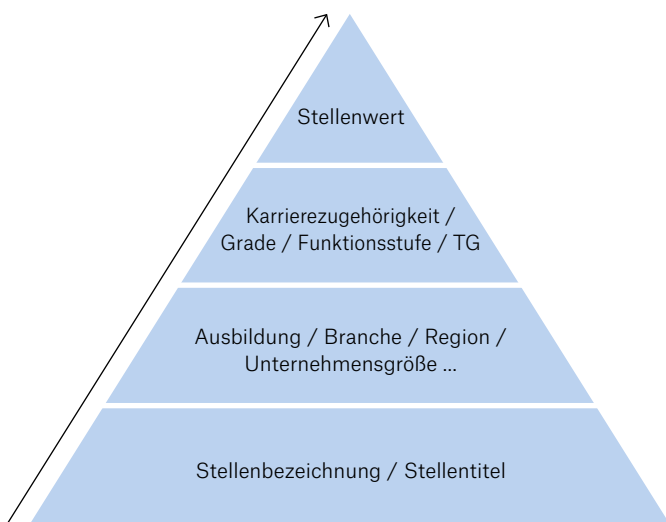 Stellenwert
Karrierezugehörigkeit /
Grade / Funktionsstufe / TG
Ausbildung / Branche / Region /
Unternehmensgröße ...
Stellenbezeichnung / Stellentitel